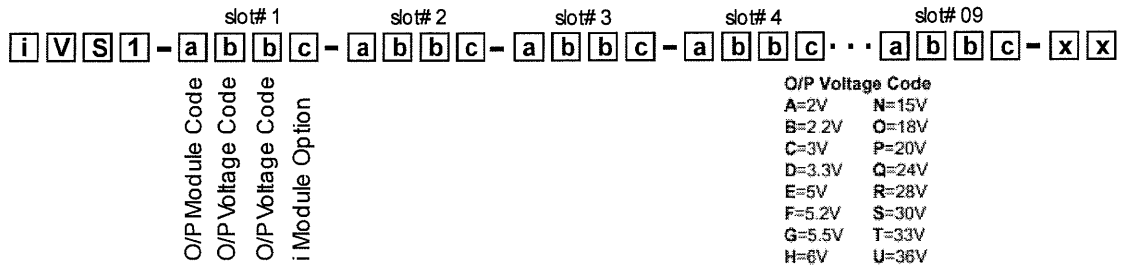 slot# 1 slot# 2 slot# 3 slot# 4 slot# 09
i V S 1 - a b b c - a b b c - a b b c - a b b c · · · a b b c - x x
O/P Module Code
O/P Voltage Code
O/P Voltage Code
i Module Option
O/P Voltage Code
A=2V N=15V
B=2.2V O=18V
C=3V P=20V
D=3.3V Q=24V
E=5V R=28V
F=5.2V S=30V
G=5.5V T=33V
H=6V U=36V